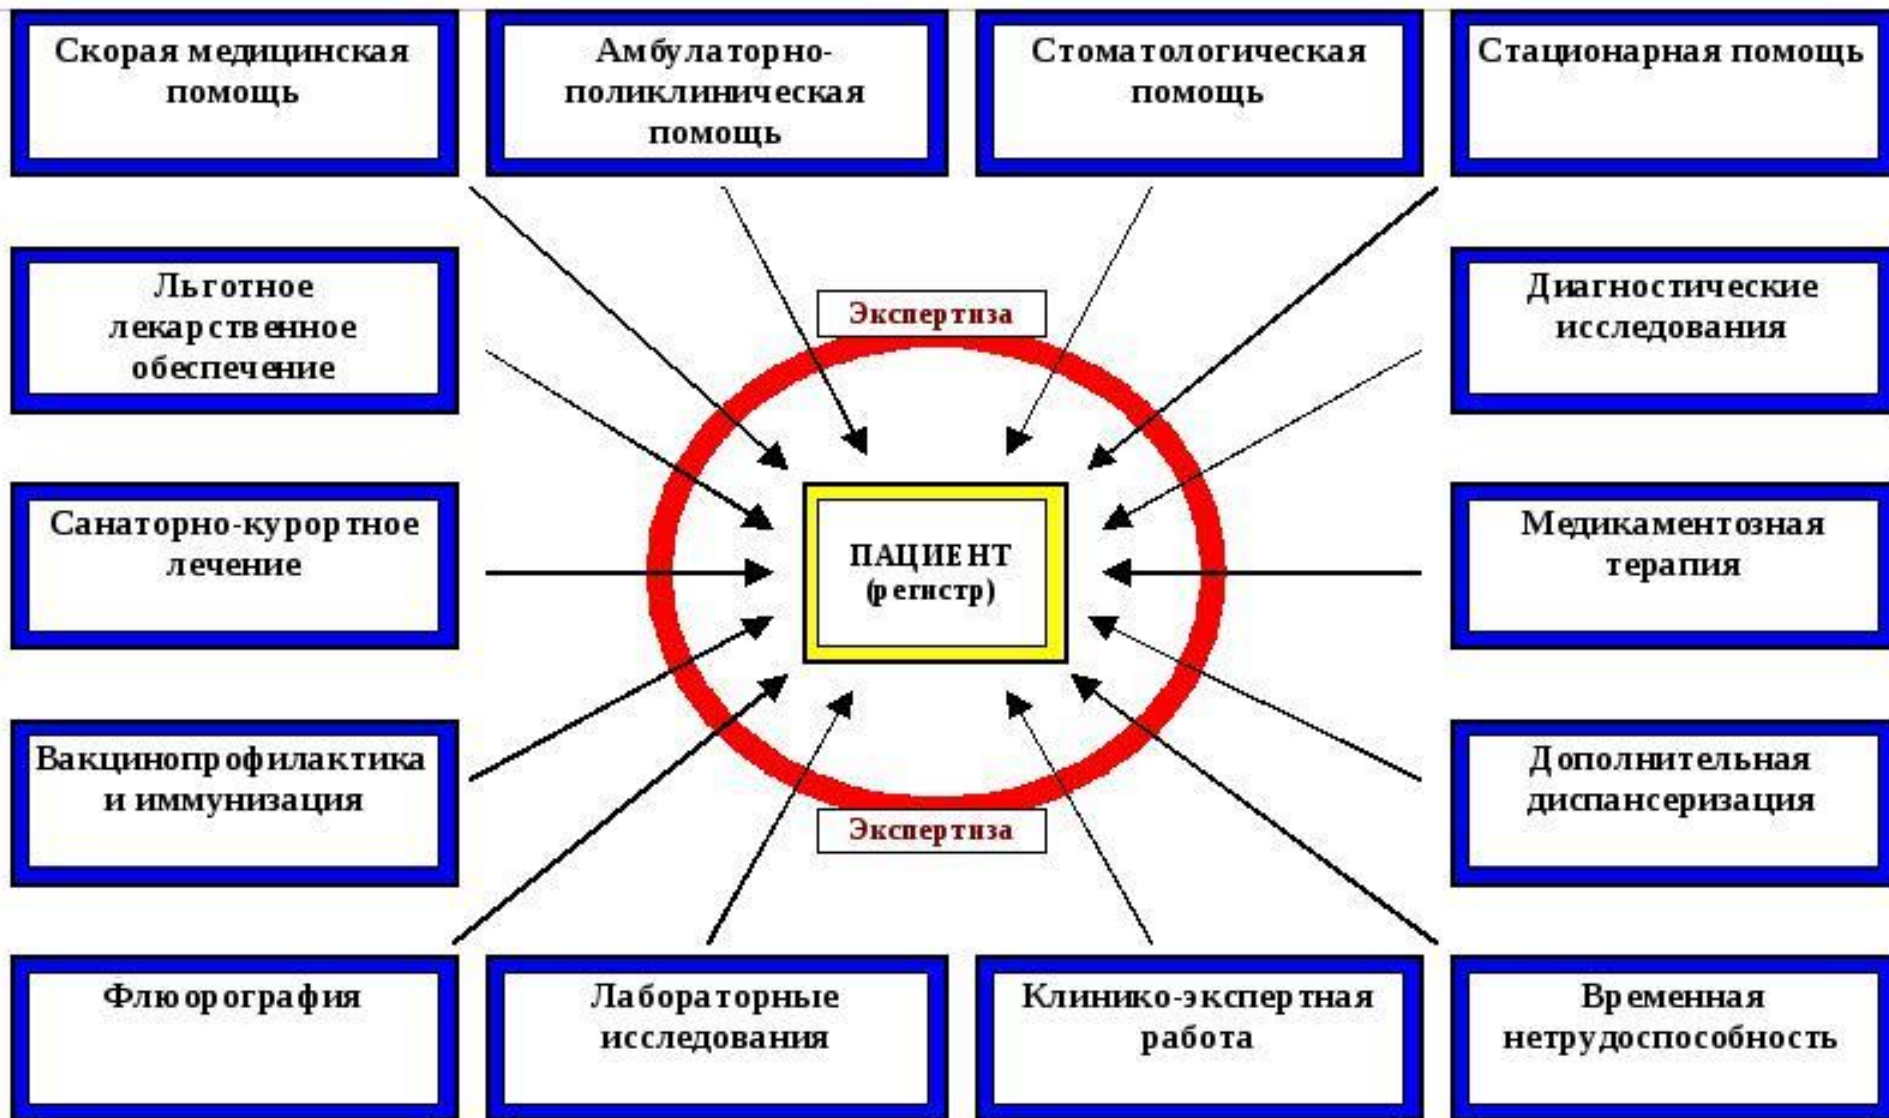 Скорая медицинская
помощь
Амбулаторно-
поликлиническая
помощь
Стоматологическая
помощь
Стационарная помощь
Льготное
лекарственное
обеспечение
Экспертиза
Диагностические
исследования
Санаторно-курортное
лечение
ПАЦИЕНТ
(регистр)
Медикаментозная
терапия
Вакцинопрофилактика
и иммунизация
Экспертиза
Дополнительная
диспансеризация
Флюорография
Лабораторные
исследования
Клинико-экспертная
работа
Временная
нетрудоспособность